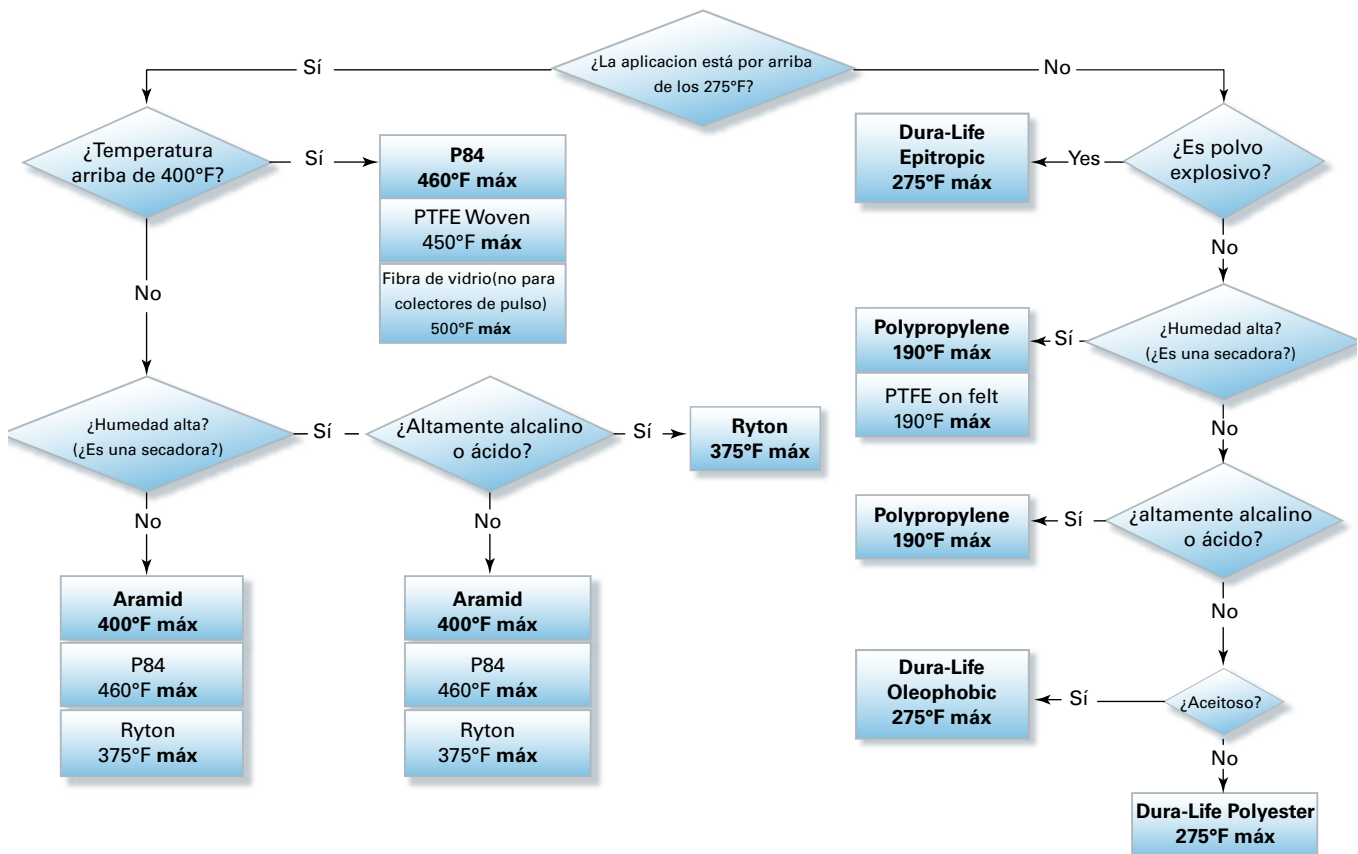 ¿La aplicacion está por arriba
de los 275°F?
Sí
No
¿Temperatura
arriba de 400°F?
Sí
P84
460°F máx
PTFE Woven
450°F máx
Fibra de vidrio(no para
colectores de pulso)
500°F máx
No
¿Humedad alta?
(¿Es una secadora?)
Sí
¿Altamente alcalino
o ácido?
Sí
Ryton
375°F máx
No
No
Aramid
400°F máx
P84
460°F máx
Ryton
375°F máx
Aramid
400°F máx
P84
460°F máx
Ryton
375°F máx
¿Es polvo
explosivo?
Yes
Dura-Life
Epitropic
275°F máx
No
¿Humedad alta?
(¿Es una secadora?)
Sí
Polypropylene
190°F máx
PTFE on felt
190°F máx
No
¿altamente alcalino
o ácido?
Sí
Polypropylene
190°F máx
No
¿Aceitoso?
Sí
Dura-Life
Oleophobic
275°F máx
No
Dura-Life Polyester
275°F máx